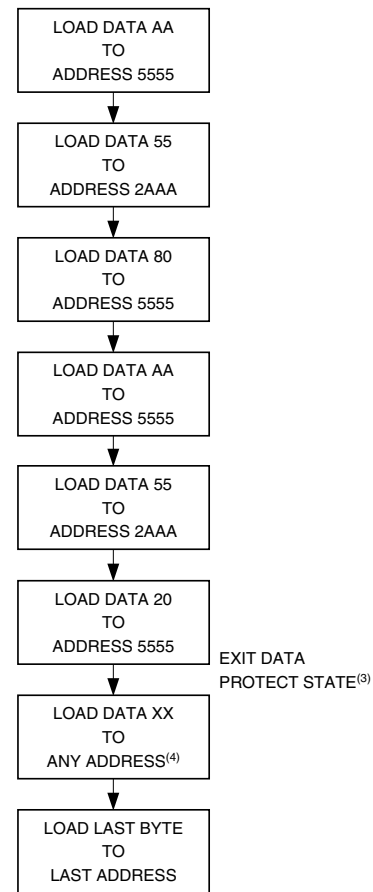 LOAD DATA AA
TO
ADDRESS 5555
LOAD DATA 55
TO
ADDRESS 2AAA
LOAD DATA 80
TO
ADDRESS 5555
LOAD DATA AA
TO
ADDRESS 5555
LOAD DATA 55
TO
ADDRESS 2AAA
LOAD DATA 20
TO
ADDRESS 5555
EXIT DATA
PROTECT STATE(3)
LOAD DATA XX
TO
ANY ADDRESS(4)
LOAD LAST BYTE
TO
LAST ADDRESS